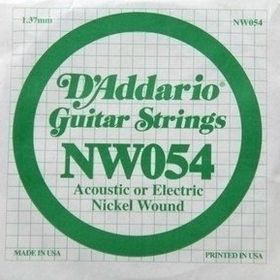 1.37mm NW054
D'Addario
Guitar Strings
NW054
Acoustic or Electric
Nickel Wound
MADE IN USA PRINTED IN USA